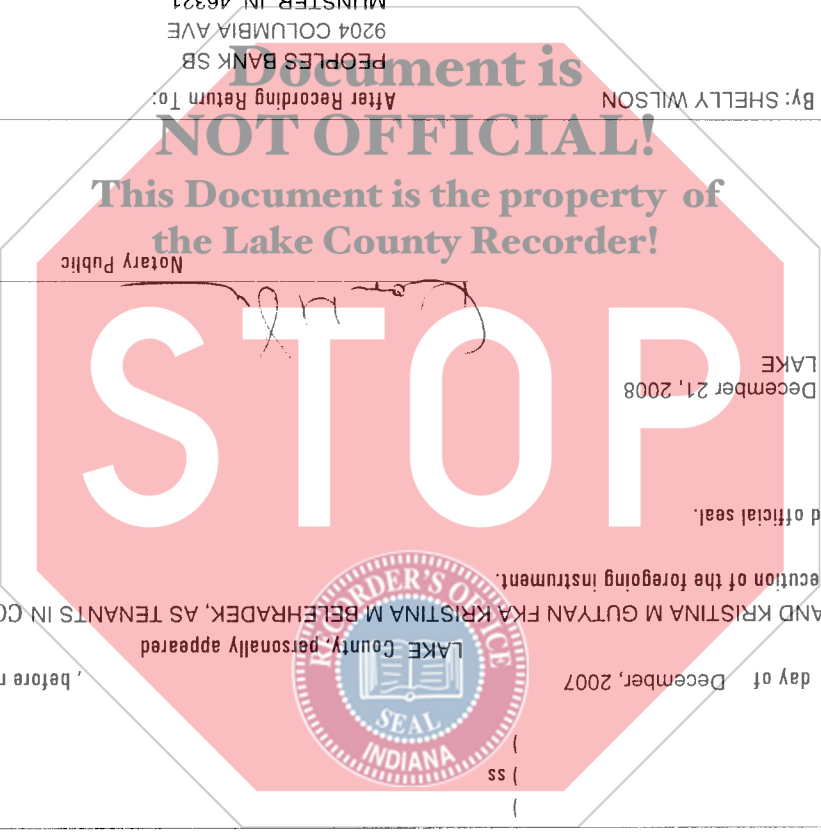 Document is
NOT OFFICIAL!
This Document is the property of
the Lake County Recorder!
STOP
RECORDER'S OFFICE
SEAL
INDIANA
)
) ss
)
day of December, 2007, before
LAKE County, personally appeared
AND KRISTINA M GUTYAN FKA KRISTINA M BELEHRADEK, AS TENANTS IN CO
ecution of the foregoing instrument.
d official seal.
December 21, 2008
LAKE
Notary Public
By: SHELLY WILSON
After Recording Return To:
PEOPLES BANK SB
9204 COLUMBIA AVE
MUNSTER IN 46321